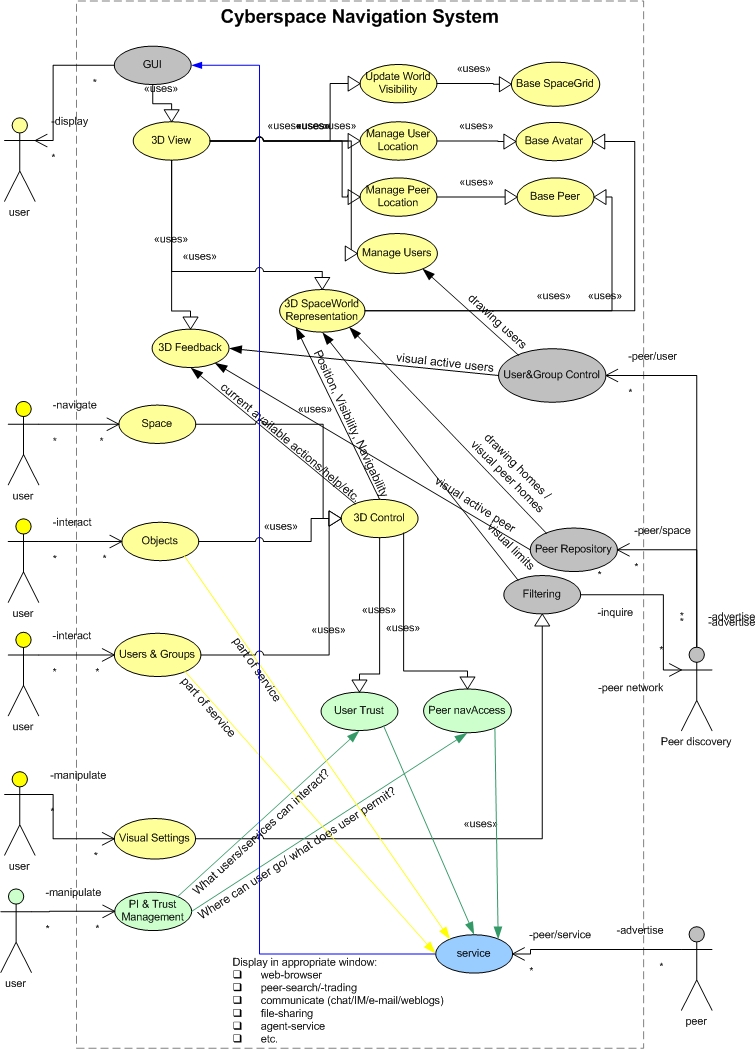 Cyberspace Navigation System
GUI
*
«uses»
-display
*
user
3D View
«uses»
«uses»
«uses»
Update World
Visibility
«uses»
Base SpaceGrid
Manage User
Location
«uses»
Base Avatar
Manage Peer
Location
«uses»
Base Peer
Manage Users
«uses»
«uses»
3D SpaceWorld
Representation
«uses»
«uses»
drawing users
3D Feedback
visual active users
User&Group Control
-peer/user
*
Position, Visibility, Navigability
current available actions/help/etc.
-navigate
*
*
user
Space
«uses»
drawing homes /
visual peer homes
visual active peer
visual limits
3D Control
-interact
*
*
user
Objects
«uses»
Peer Repository
*
-peer/space
*
Filtering
-inquire
*
-peer network
*
*
-advertise
-advertise
Peer discovery
«uses»
«uses»
-interact
*
*
user
Users & Groups
«uses»
part of service
part of service
User Trust
Peer navAccess
-manipulate
*
*
user
Visual Settings
«uses»
What users/services can interact?
Where can user go/ what does user permit?
-manipulate
*
*
user
PI & Trust
Management
service
-peer/service
*
-advertise
*
peer
Display in appropriate window:
web-browser
peer-search/-trading
communicate (chat/IM/e-mail/weblogs)
file-sharing
agent-service
etc.